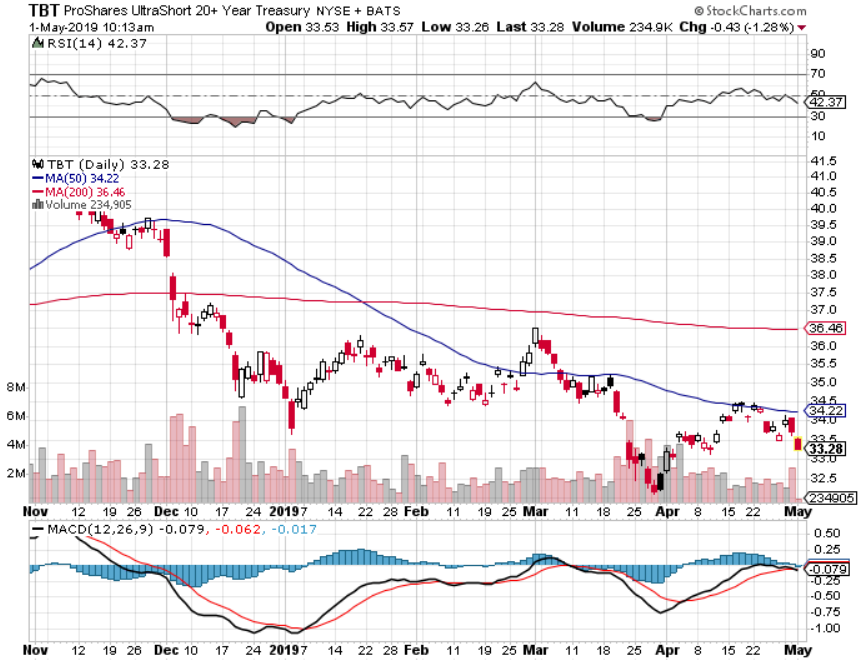 TBT ProShares UltraShort 20+ Year Treasury NYSE + BATS © StockCharts.com
1-May-2019 10:13am Open 33.53 High 33.57 Low 33.26 Last 33.28 Volume 234.9K Chg -0.43 (-1.28%)
RSI(14) 42.37
90
70
50
42.37
30
10
TBT (Daily) 33.28
MA(50) 34.22
MA(200) 36.46
Volume 234,905
41.5
41.0
40.5
40.0
39.5
39.0
38.5
38.0
37.5
37.0
36.46
36.0
35.5
35.0
34.5
34.22
34.0
33.5
33.28
33.0
32.5
234905
8M
6M
4M
2M
Nov 12 19 26 Dec 10 17 24 2019 7 14 22 28 Feb 11 19 25 Mar 11 18 25 Apr 8 15 22 May
MACD(12,26,9) -0.079, -0.062, -0.017
0.50
0.25
-0.079
-0.25
-0.50
-0.75
-1.00
Nov 12 19 26 Dec 10 17 24 2019 7 14 22 28 Feb 11 19 25 Mar 11 18 25 Apr 8 15 22 May